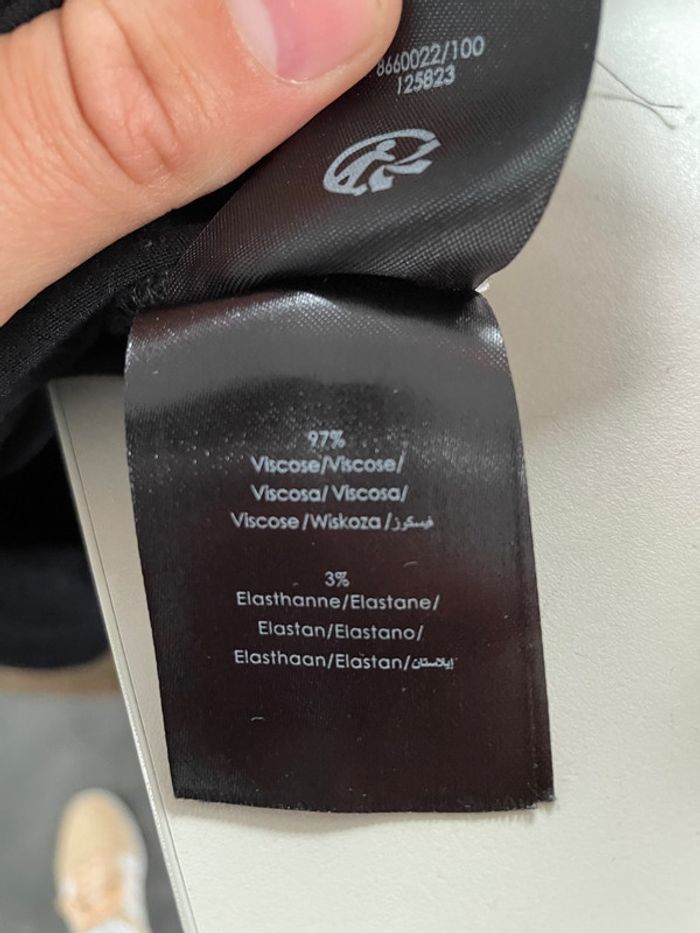 8660022/100
125823
97%
Viscose/Viscose/
Viscosa/ Viscosa/
Viscose/Wiskoza/فيسكوز
3%
Elasthanne/Elastane/
Elastan/Elastano/
Elasthaan/Elastan/إيلاستان